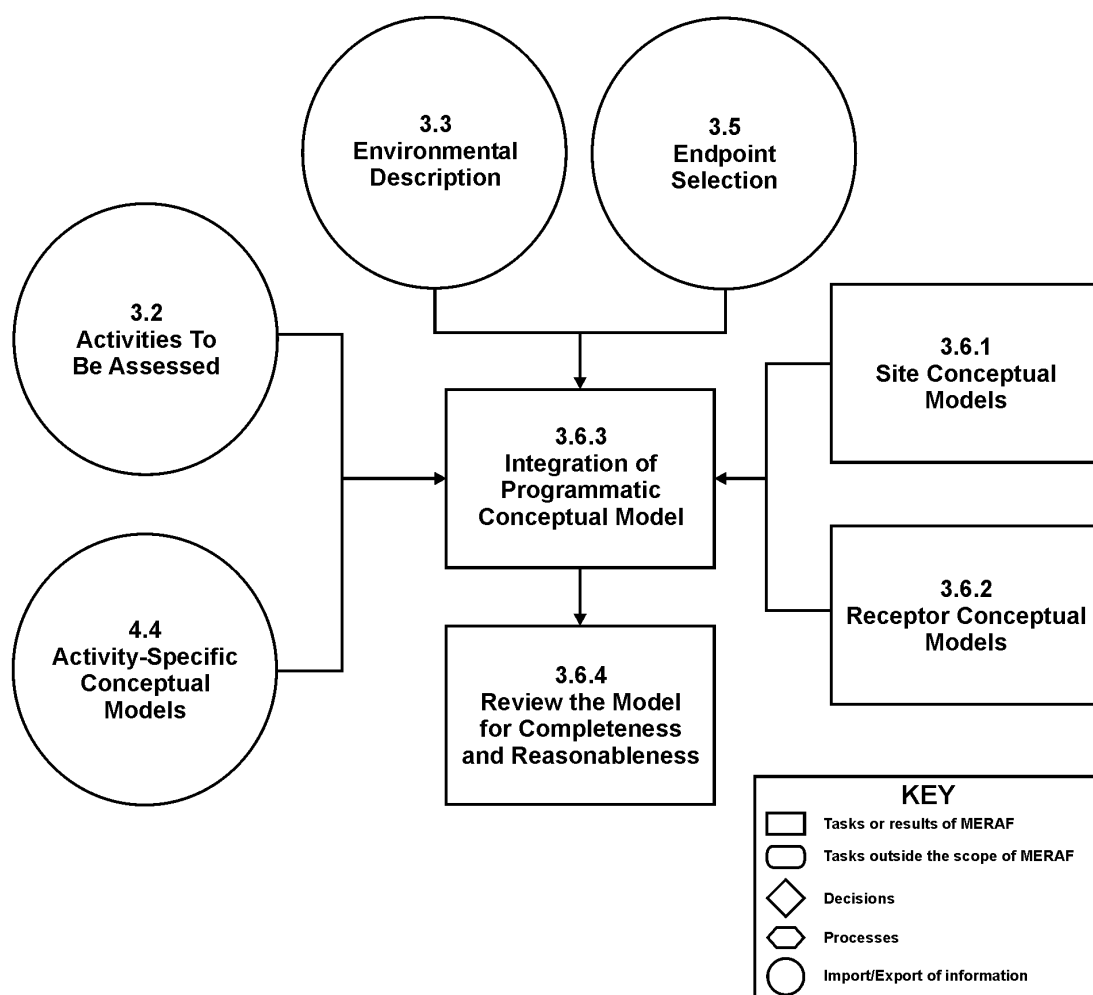 3.3
Environmental
Description
3.5
Endpoint
Selection
3.2
Activities To
Be Assessed
3.6.1
Site Conceptual
Models
3.6.3
Integration of
Programmatic
Conceptual Model
4.4
Activity-Specific
Conceptual
Models
3.6.2
Receptor Conceptual
Models
3.6.4
Review the Model
for Completeness
and Reasonableness
KEY
Tasks or results of MERAF
Tasks outside the scope of MERAF
Decisions
Processes
Import/Export of information